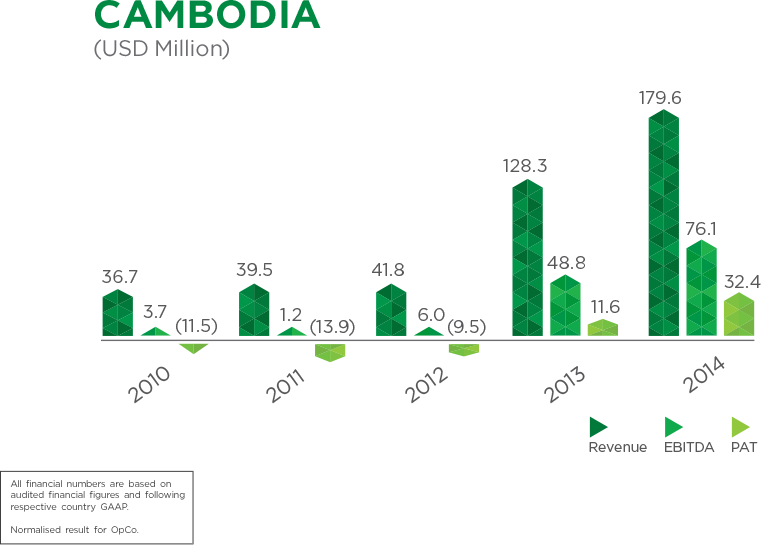 CAMBODIA
(USD Million)
179.6
128.3
76.1
36.7
39.5
41.8
48.8
32.4
3.7
(11.5)
1.2
(13.9)
6.0
(9.5)
11.6
2010
2011
2012
2013
2014
Revenue EBITDA PAT
All financial numbers are based on
audited financial figures and following
respective country GAAP.
Normalised result for OpCo.